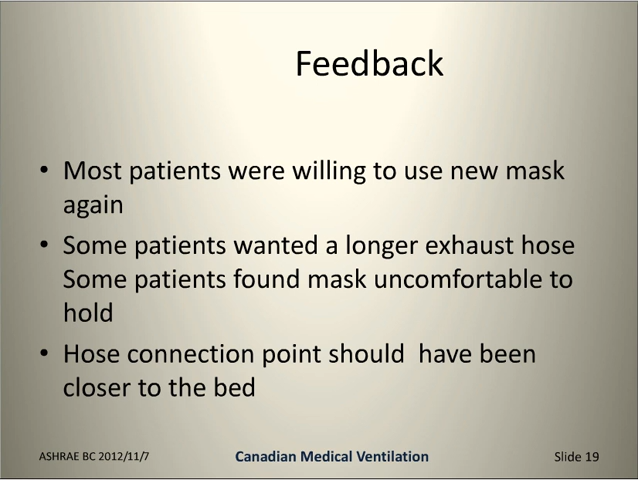 Feedback
• Most patients were willing to use new mask
again
• Some patients wanted a longer exhaust hose
Some patients found mask uncomfortable to
hold
• Hose connection point should  have been
closer to the bed
ASHRAE BC 2012/11/7
Canadian Medical Ventilation
Slide 19